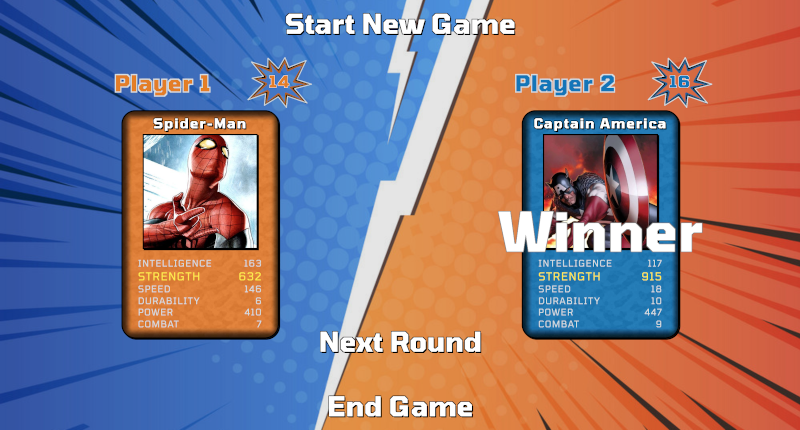 Start New Game
Player 1
14
Player 2
16
Spider-Man
INTELLIGENCE 163
STRENGTH 632
SPEED 146
DURABILITY 6
POWER 410
COMBAT 7
Captain America
Winner
INTELLIGENCE 117
STRENGTH 915
SPEED 18
DURABILITY 10
POWER 447
COMBAT 9
Next Round
End Game